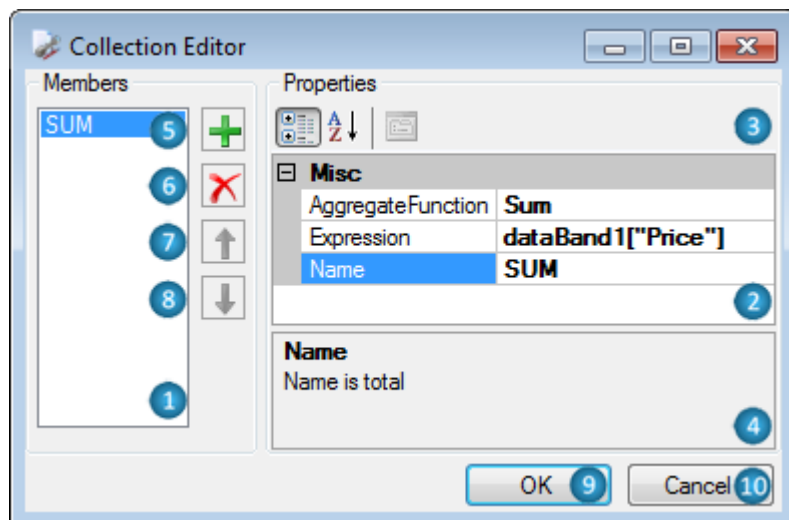 Collection Editor
Members
Properties
SUM 5
6
7
8
1
A Z 3
Misc
AggregateFunction Sum
Expression dataBand1["Price"]
Name SUM
2
Name
Name is total
4
OK 9 Cancel 10